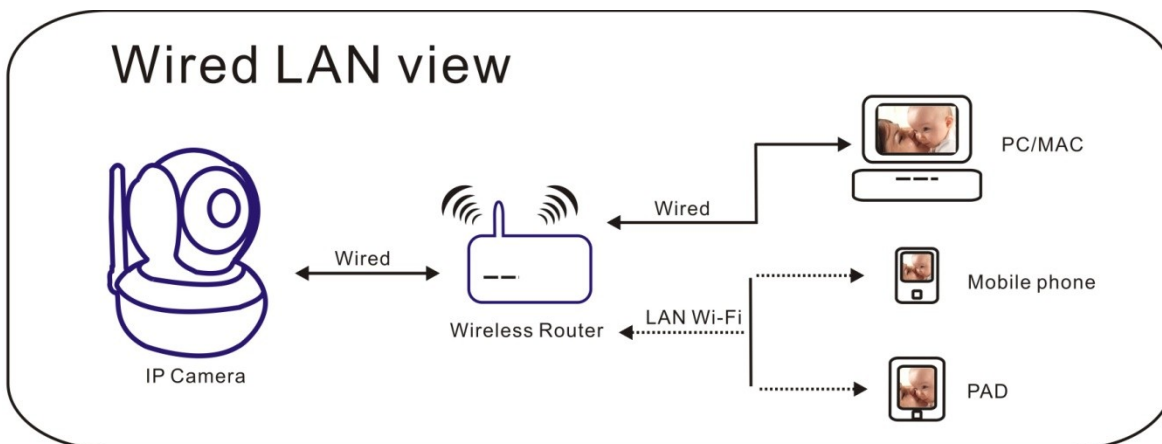 Wired LAN view
PC/MAC
Wired
Wired
Mobile phone
LAN Wi-Fi
Wireless Router
IP Camera
PAD